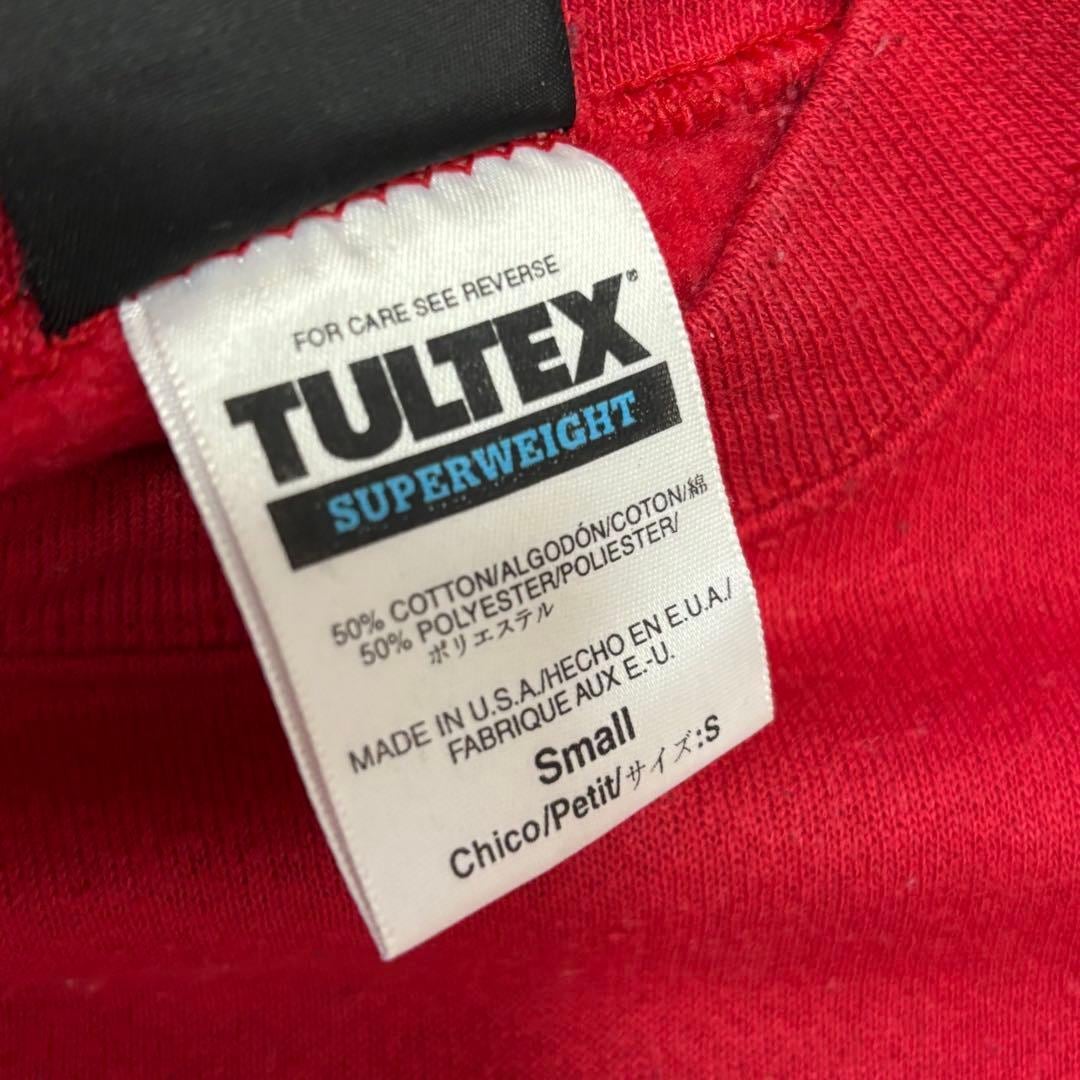 FOR CARE SEE REVERSE
TULTEX®
SUPERWEIGHT
50% COTTON/ALGODÓN/COTON/綿
50% POLYESTER/POLIESTER/
ポリエステル
MADE IN U.S.A./HECHO EN E.U.A./
FABRIQUE AUX E.-U.
Small
Chico/Petit/サイズ:S